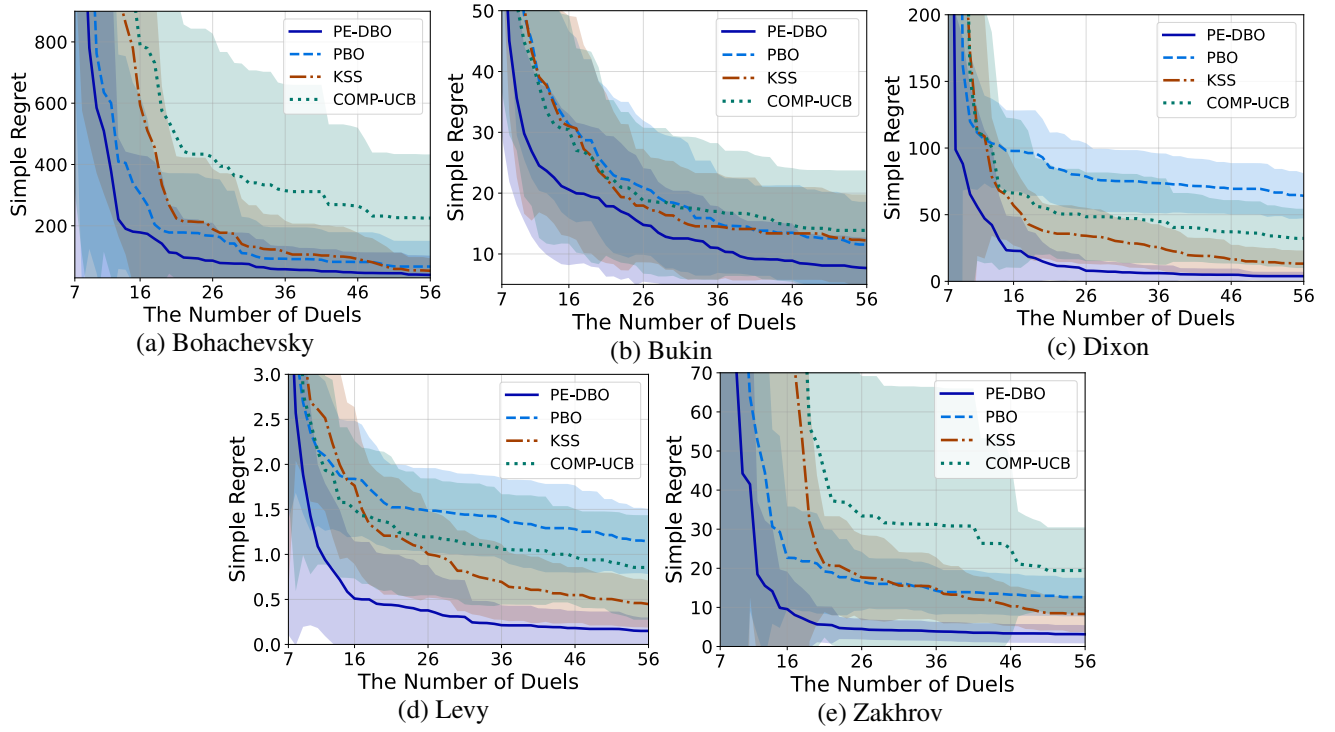 800
600
400
200
Simple Regret
PE-DBO
PBO
KSS
COMP-UCB
7 16 26 36 46 56
The Number of Duels
(a) Bohachevsky
50
40
30
20
10
Simple Regret
PE-DBO
PBO
KSS
COMP-UCB
7 16 26 36 46 56
The Number of Duels
(b) Bukin
200
150
100
50
0
Simple Regret
PE-DBO
PBO
KSS
COMP-UCB
7 16 26 36 46 56
The Number of Duels
(c) Dixon
3.0
2.5
2.0
1.5
1.0
0.5
0.0
Simple Regret
PE-DBO
PBO
KSS
COMP-UCB
7 16 26 36 46 56
The Number of Duels
(d) Levy
70
60
50
40
30
20
10
0
Simple Regret
PE-DBO
PBO
KSS
COMP-UCB
7 16 26 36 46 56
The Number of Duels
(e) Zakhrov